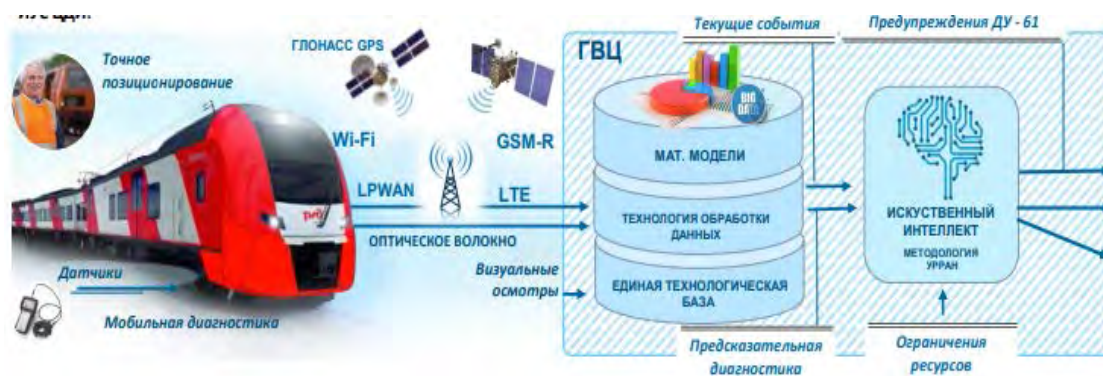 Текущие события
Предупреждения ДУ - 61
ГЛОНАСС GPS
ГВЦ
Точное
позиционирование
BIG
DATA
Wi-Fi
GSM-R
МАТ. МОДЕЛИ
LPWAN
LTE
ТЕХНОЛОГИЯ ОБРАБОТКИ
ДАННЫХ
ИСКУСТВЕННЫЙ
ИНТЕЛЛЕКТ
МЕТОДОЛОГИЯ
УРРАН
ОПТИЧЕСКОЕ ВОЛОКНО
Датчики
Визуальные
осмотры
ЕДИНАЯ ТЕХНОЛОГИЧЕСКАЯ
БАЗА
Мобильная диагностика
Предсказательная
диагностика
Ограничения
ресурсов